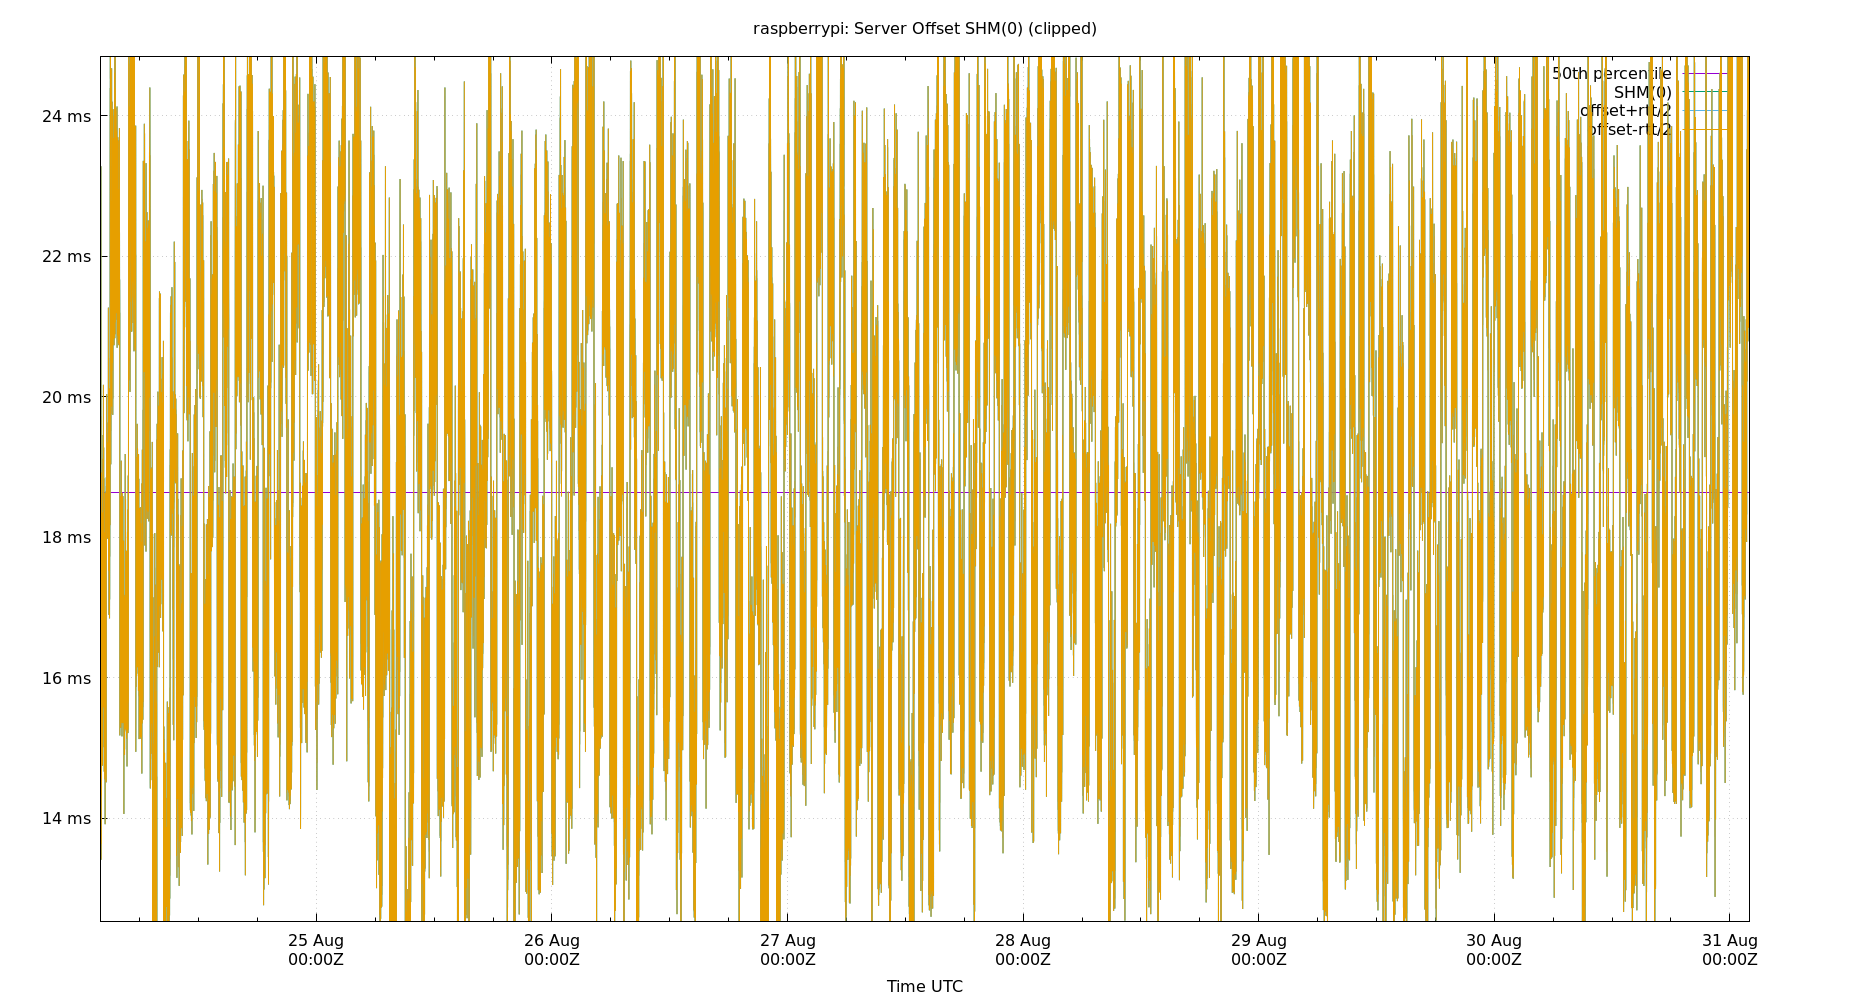 raspberrypi: Server Offset SHM(0) (clipped)
50th percentile
SHM(0)
offset+rtt/2
offset-rtt/2
24 ms
22 ms
20 ms
18 ms
16 ms
14 ms
25 Aug
00:00Z
26 Aug
00:00Z
27 Aug
00:00Z
28 Aug
00:00Z
29 Aug
00:00Z
30 Aug
00:00Z
31 Aug
00:00Z
Time UTC